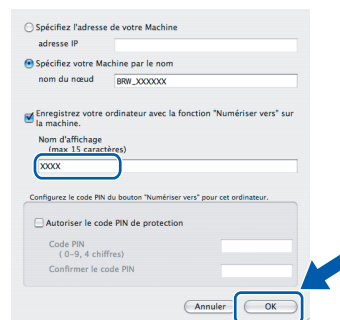 Spécifiez l'adresse de votre Machine
adresse IP
Spécifiez votre Machine par le nom
nom du nœud BRW_XXXXXX
Enregistrez votre ordinateur avec la fonction "Numériser vers" sur
la machine.
Nom d'affichage
(max 15 caractères)
XXXX
Configurez le code PIN du bouton "Numériser vers" pour cet ordinateur.
Autoriser le code PIN de protection
Code PIN
( 0-9, 4 chiffres)
Confirmer le code PIN
Annuler OK